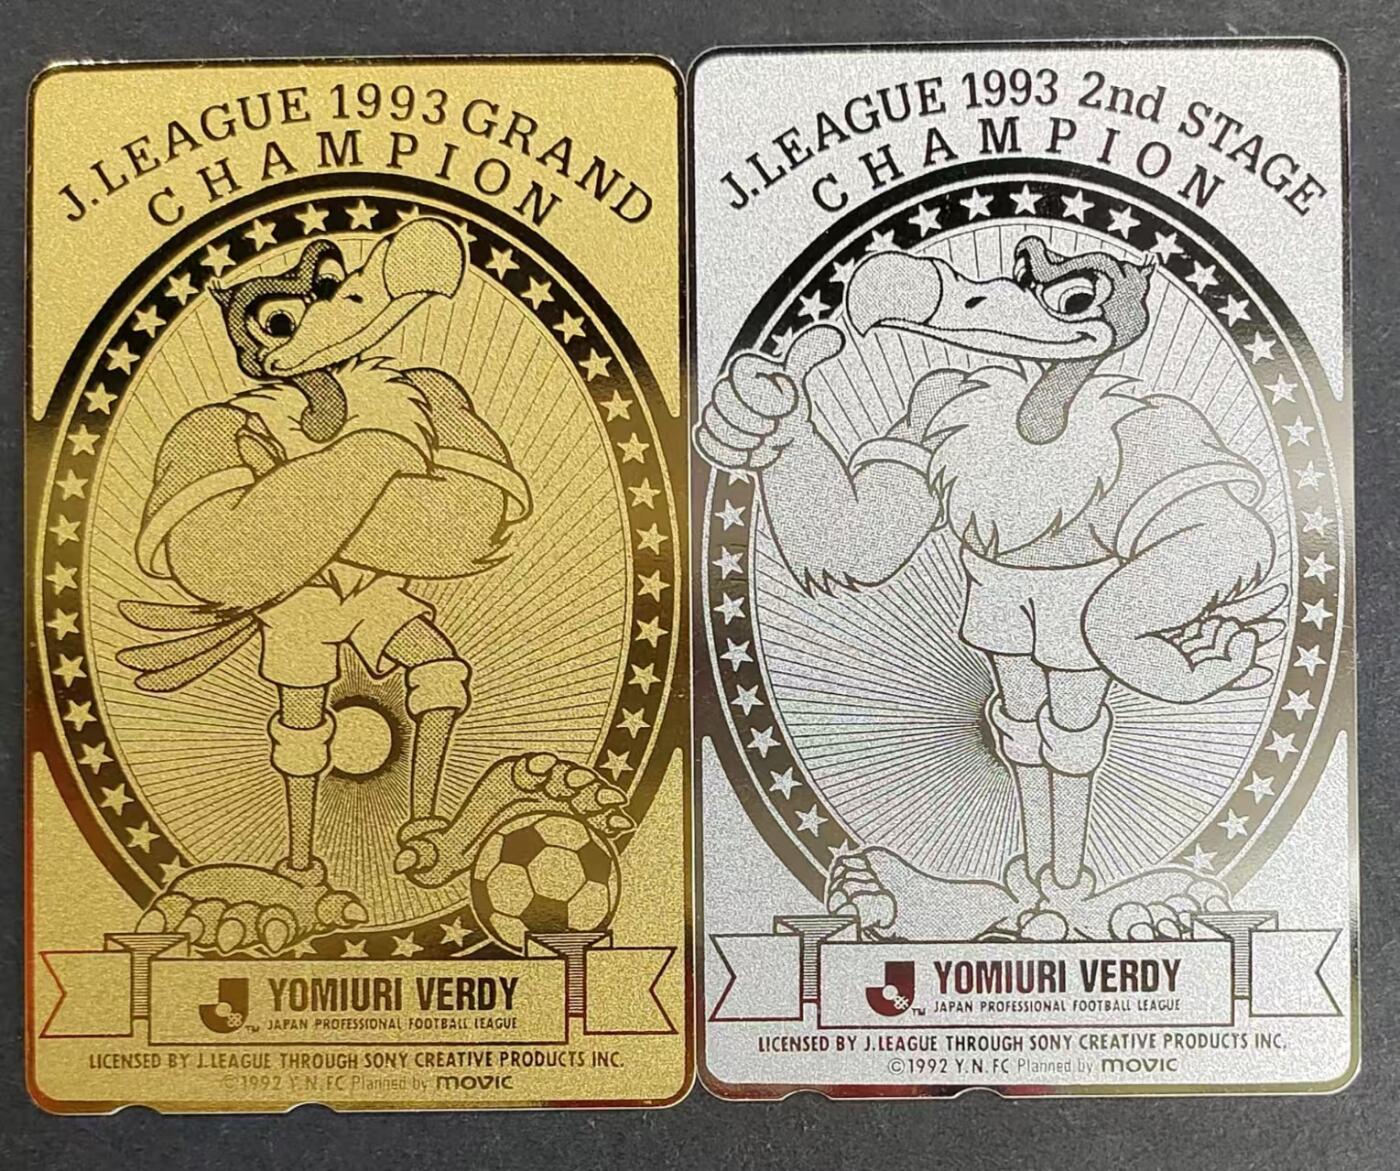 J.LEAGUE 1993 GRAND
CHAMPION
YOMIURI VERDY
TM
JAPAN PROFESSIONAL FOOTBALL LEAGUE
LICENSED BY J.LEAGUE THROUGH SONY CREATIVE PRODUCTS INC.
1992 Y.N.FC Planned by movic
J.LEAGUE 1993 2nd STAGE
CHAMPION
YOMIURI VERDY
TM
JAPAN PROFESSIONAL FOOTBALL LEAGUE
LICENSED BY J.LEAGUE THROUGH SONY CREATIVE PRODUCTS INC.
©1992 Y.N.FC Planned by movic